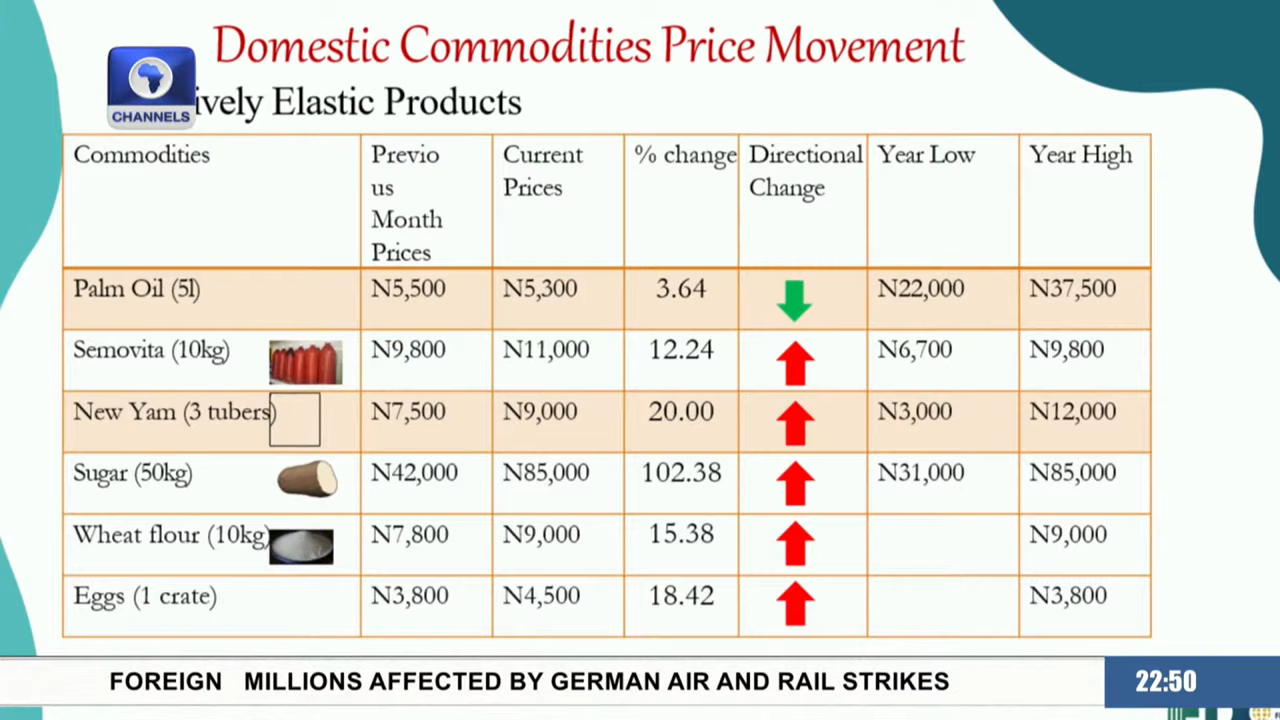 Domestic Commodities Price Movement
CHANNELS
ively Elastic Products
Commodities Previo us Month Prices Current Prices % change Directional Change Year Low Year High
Palm Oil (5l) N5,500 N5,300 3.64 N22,000 N37,500
Semovita (10kg) N9,800 N11,000 12.24 N6,700 N9,800
New Yam (3 tubers) N7,500 N9,000 20.00 N3,000 N12,000
Sugar (50kg) N42,000 N85,000 102.38 N31,000 N85,000
Wheat flour (10kg) N7,800 N9,000 15.38 N9,000
Eggs (1 crate) N3,800 N4,500 18.42 N3,800
FOREIGN MILLIONS AFFECTED BY GERMAN AIR AND RAIL STRIKES
22:50